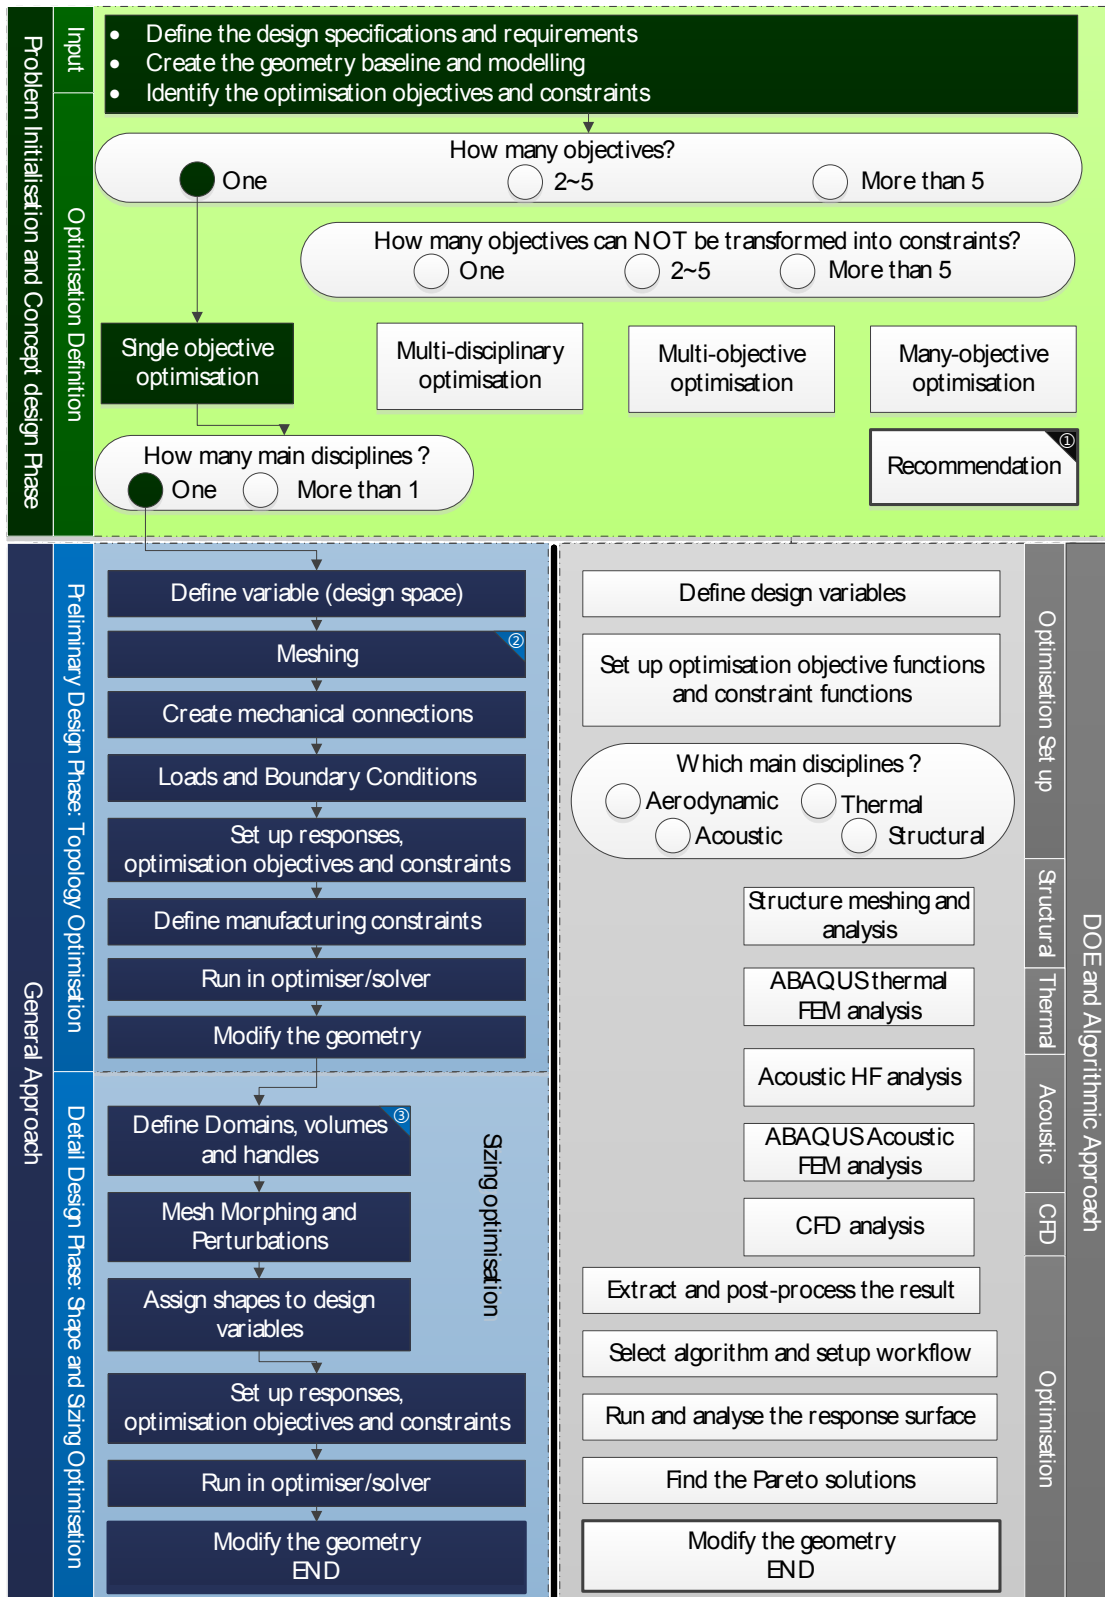 Problem Initialisation and Concept design Phase
Input
• Define the design specifications and requirements
• Create the geometry baseline and modelling
• Identify the optimisation objectives and constraints
Optimisation Definition
How many objectives?
One
2~5
More than 5
How many objectives can NOT be transformed into constraints?
One
2~5
More than 5
Single objective
optimisation
Multi-disciplinary
optimisation
Multi-objective
optimisation
Many-objective
optimisation
How many main disciplines ?
One
More than 1
Recommendation
①
General Approach
Preliminary Design Phase: Topology Optimisation
Define variable (design space)
Meshing
②
Create mechanical connections
Loads and Boundary Conditions
Set up responses,
optimisation objectives and constraints
Define manufacturing constraints
Run in optimiser/solver
Modify the geometry
Detail Design Phase: Shape and Sizing Optimisation
Define Domains, volumes
and handles
③
Mesh Morphing and
Perturbations
Assign shapes to design
variables
Sizing optimisation
Set up responses,
optimisation objectives and constraints
Run in optimiser/solver
Modify the geometry
END
DOE and Algorithmic Approach
Optimisation Set up
Define design variables
Set up optimisation objective functions
and constraint functions
Which main disciplines ?
Aerodynamic
Thermal
Acoustic
Structural
Structural
Structure meshing and
analysis
Thermal
ABAQUS thermal
FEM analysis
Acoustic
Acoustic HF analysis
ABAQUS Acoustic
FEM analysis
CFD
CFD analysis
Optimisation
Extract and post-process the result
Select algorithm and setup workflow
Run and analyse the response surface
Find the Pareto solutions
Modify the geometry
END